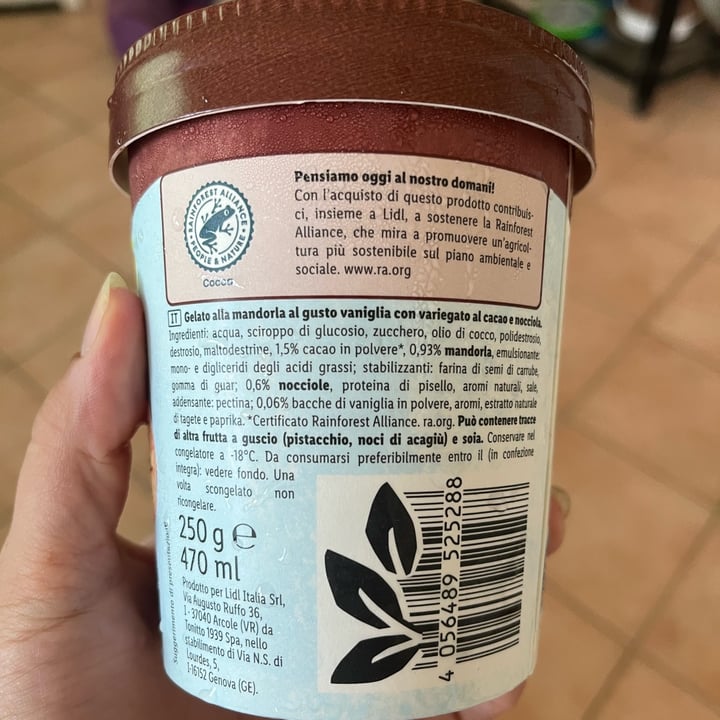 RAINFOREST ALLIANCE
PEOPLE & NATURE
Cocoa
Pensiamo oggi al nostro domani!
Con l'acquisto di questo prodotto contribuis-
ci, insieme a Lidl, a sostenere la Rainforest
Alliance, che mira a promuovere un'agricol-
tura più sostenibile sul piano ambientale e
sociale. www.ra.org
IT Gelato alla mandorla al gusto vaniglia con variegato al cacao e nocciola.
Ingredienti: acqua, sciroppo di glucosio, zucchero, olio di cocco, polidestrosio,
destrosio, maltodestrine, 1,5% cacao in polvere*, 0,93% mandorla, emulsionante:
mono- e digliceridi degli acidi grassi; stabilizzanti: farina di semi di carrube,
gomma di guar; 0,6% nocciole, proteina di pisello, aromi naturali, sale,
addensante: pectina; 0,06% bacche di vaniglia in polvere, aromi, estratto naturale
di tagete e paprika. *Certificato Rainforest Alliance. ra.org. Può contenere tracce
di altra frutta a guscio (pistacchio, noci di acagiù) e soia. Conservare nel
congelatore a -18°C. Da consumarsi preferibilmente entro il (in confezione
integra): vedere fondo. Una
volta scongelato non
ricongelare.
250 g e
470 ml
Prodotto per Lidl Italia Srl,
Via Augusto Ruffo 36,
I-37040 Arcole (VR) da
Tonitto 1939 Spa, nello
stabilimento di Via N.S. di
Lourdes, 5,
I-16152 Genova (GE).
Suggerimento di presentazione
4 056489 525288